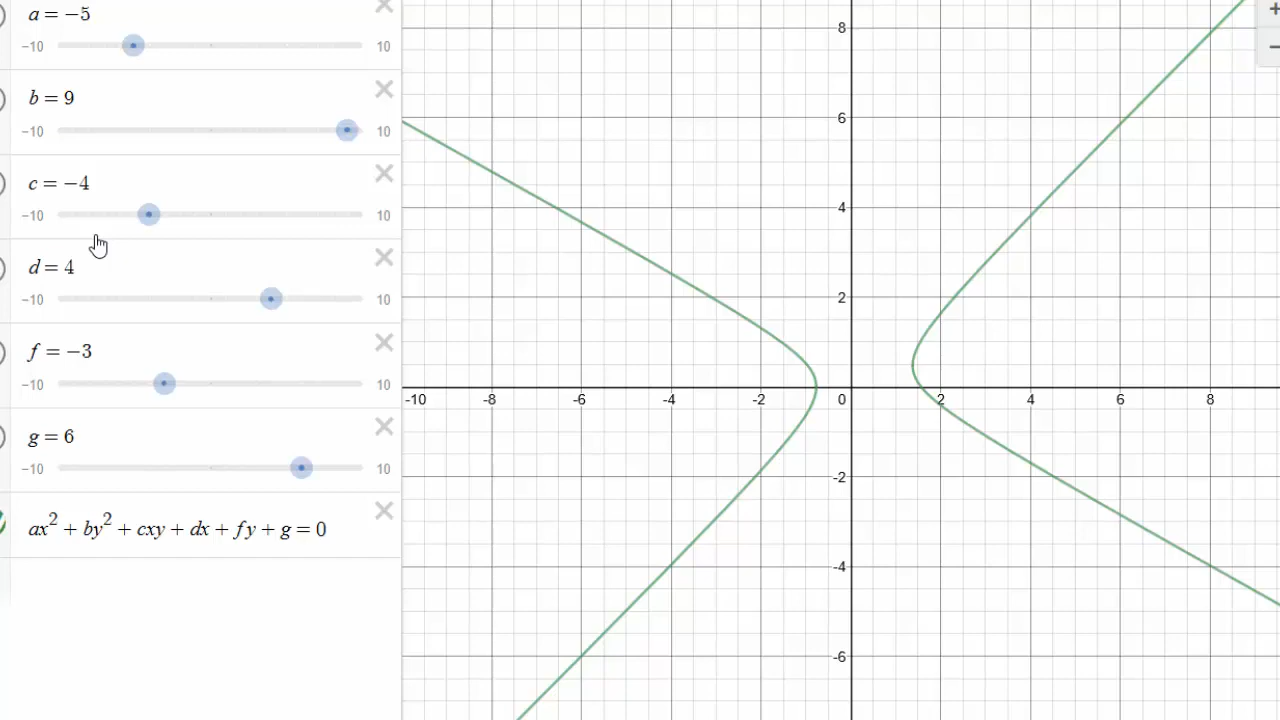 a = −5
−10 10
b = 9
−10 10
c = −4
−10 10
d = 4
−10 10
f = −3
−10 10
g = 6
−10 10
ax² + by² + cxy + dx + fy + g = 0
8
6
4
2
-10 -8 -6 -4 -2 0 2 4 6 8
-2
-4
-6